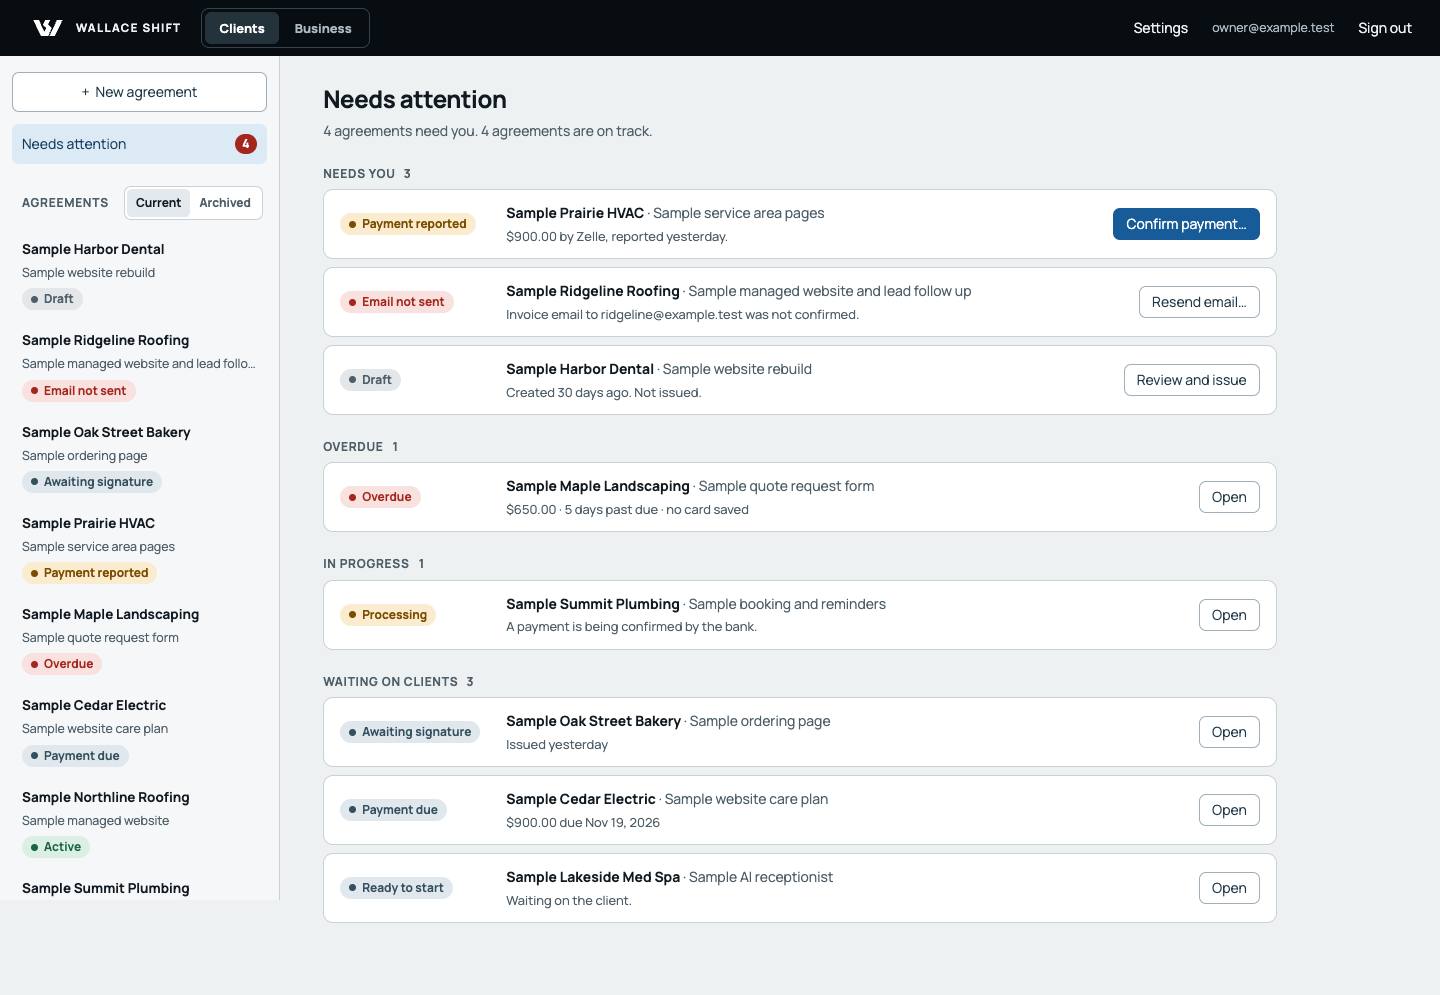 WALLACE SHIFT
Clients
Business
Settings
owner@example.test
Sign out
+ New agreement
Needs attention
4
AGREEMENTS
Current
Archived
Sample Harbor Dental
Sample website rebuild
Draft
Sample Ridgeline Roofing
Sample managed website and lead follo...
Email not sent
Sample Oak Street Bakery
Sample ordering page
Awaiting signature
Sample Prairie HVAC
Sample service area pages
Payment reported
Sample Maple Landscaping
Sample quote request form
Overdue
Sample Cedar Electric
Sample website care plan
Payment due
Sample Northline Roofing
Sample managed website
Active
Sample Summit Plumbing
Needs attention
4 agreements need you. 4 agreements are on track.
NEEDS YOU 3
Payment reported
Sample Prairie HVAC · Sample service area pages
$900.00 by Zelle, reported yesterday.
Confirm payment...
Email not sent
Sample Ridgeline Roofing · Sample managed website and lead follow up
Invoice email to ridgeline@example.test was not confirmed.
Resend email...
Draft
Sample Harbor Dental · Sample website rebuild
Created 30 days ago. Not issued.
Review and issue
OVERDUE 1
Overdue
Sample Maple Landscaping · Sample quote request form
$650.00 · 5 days past due · no card saved
Open
IN PROGRESS 1
Processing
Sample Summit Plumbing · Sample booking and reminders
A payment is being confirmed by the bank.
Open
WAITING ON CLIENTS 3
Awaiting signature
Sample Oak Street Bakery · Sample ordering page
Issued yesterday
Open
Payment due
Sample Cedar Electric · Sample website care plan
$900.00 due Nov 19, 2026
Open
Ready to start
Sample Lakeside Med Spa · Sample AI receptionist
Waiting on the client.
Open